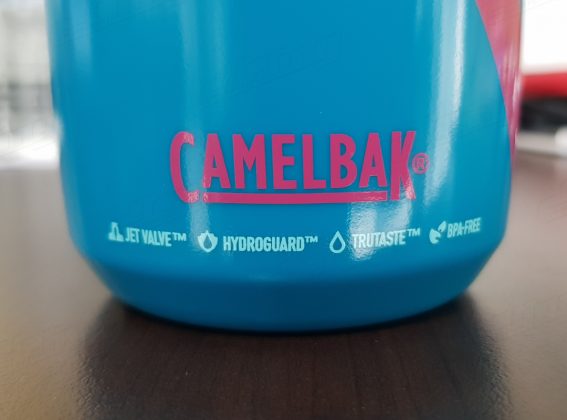 CAMELBAK®
JET VALVE™ HYDROGUARD™ TRUTASTE™ BPA-FREE